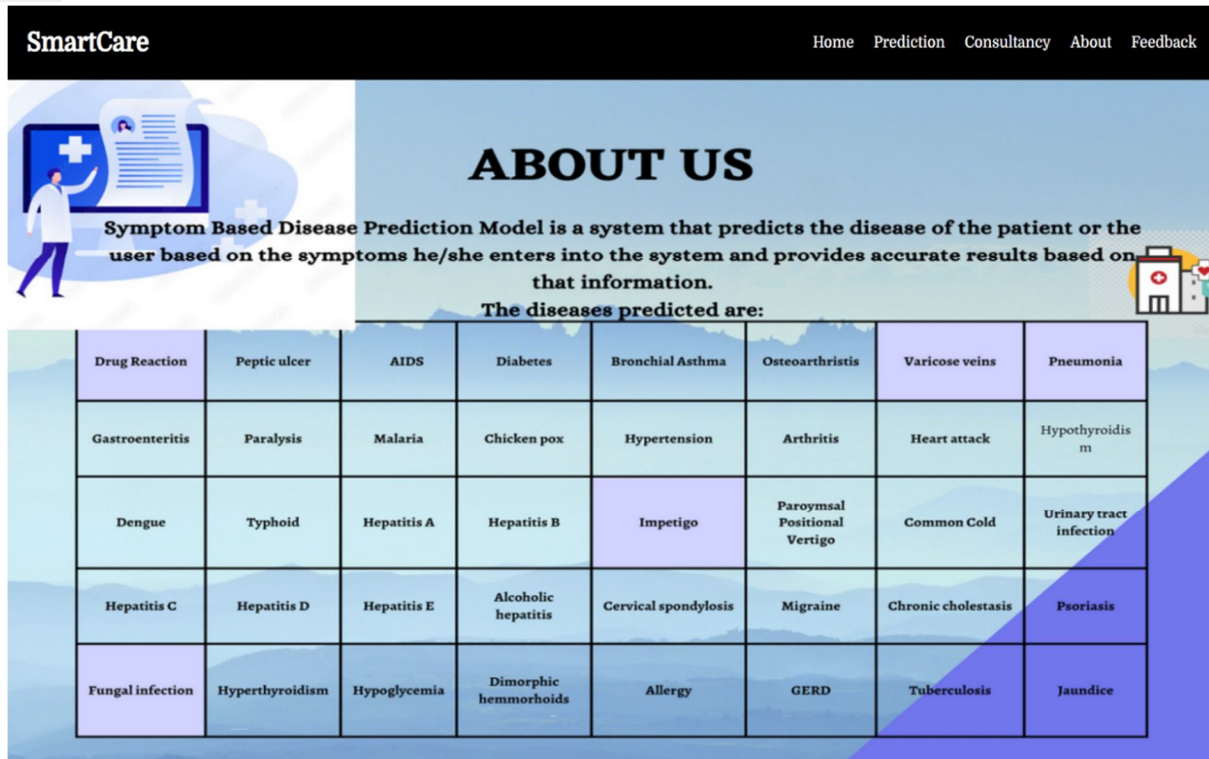 SmartCare
Home Prediction Consultancy About Feedback
ABOUT US
Symptom Based Disease Prediction Model is a system that predicts the disease of the patient or the
user based on the symptoms he/she enters into the system and provides accurate results based on
that information.
The diseases predicted are:
Drug Reaction Peptic ulcer AIDS Diabetes Bronchial Asthma Osteoarthristis Varicose veins Pneumonia
Gastroenteritis Paralysis Malaria Chicken pox Hypertension Arthritis Heart attack Hypothyroidis
m
Dengue Typhoid Hepatitis A Hepatitis B Impetigo Paroymsal
Positional
Vertigo
Common Cold Urinary tract
infection
Hepatitis C Hepatitis D Hepatitis E Alcoholic
hepatitis
Cervical spondylosis Migraine Chronic cholestasis Psoriasis
Fungal infection Hyperthyroidism Hypoglycemia Dimorphic
hemmorhoids
Allergy GERD Tuberculosis Jaundice